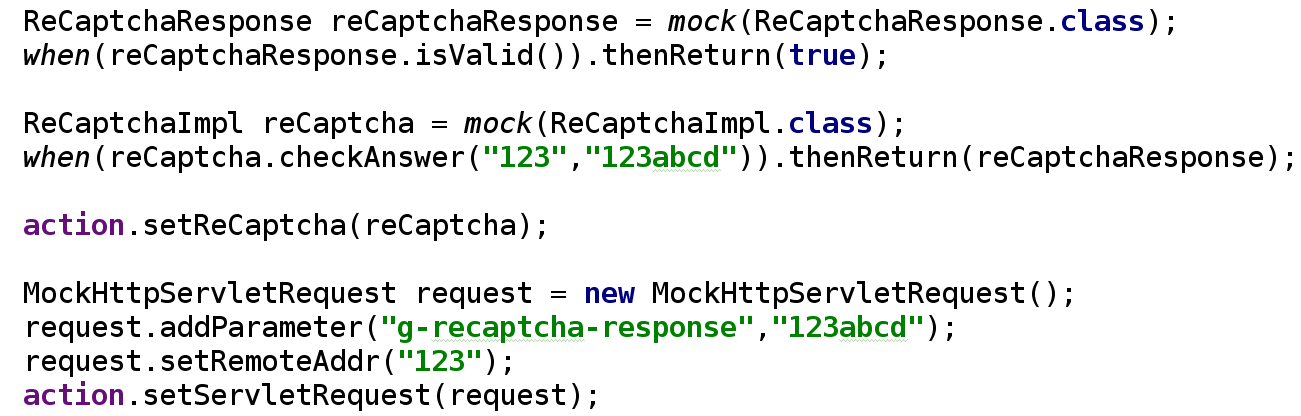 ReCaptchaResponse reCaptchaResponse = mock(ReCaptchaResponse.class);
when(reCaptchaResponse.isValid()).thenReturn(true);
ReCaptchaImpl reCaptcha = mock(ReCaptchaImpl.class);
when(reCaptcha.checkAnswer("123","123abcd")).thenReturn(reCaptchaResponse);
action.setReCaptcha(reCaptcha);
MockHttpServletRequest request = new MockHttpServletRequest();
request.addParameter("g-recaptcha-response","123abcd");
request.setRemoteAddr("123");
action.setServletRequest(request);